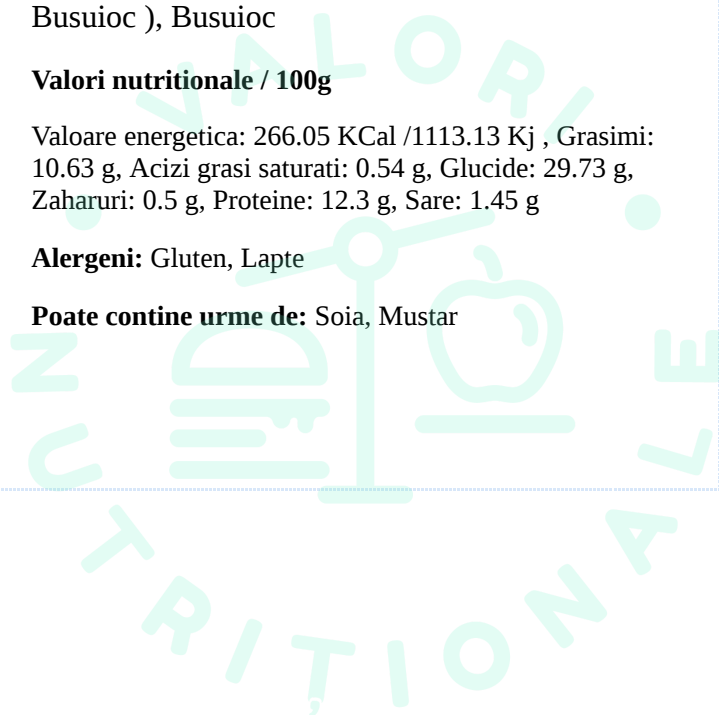 Busuioc ), Busuioc
Valori nutritionale / 100g
Valoare energetica: 266.05 KCal /1113.13 Kj , Grasimi:
10.63 g, Acizi grasi saturati: 0.54 g, Glucide: 29.73 g,
Zaharuri: 0.5 g, Proteine: 12.3 g, Sare: 1.45 g
Alergeni: Gluten, Lapte
Poate contine urme de: Soia, Mustar
VALORI
NUTRIȚIONALE